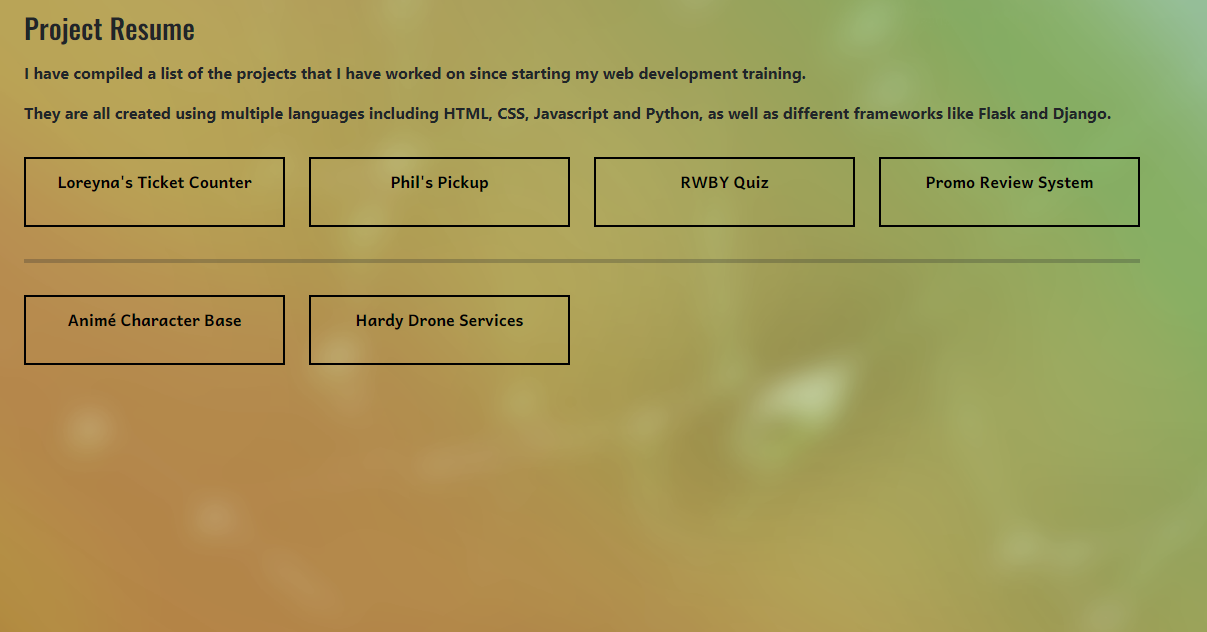 Project Resume
I have compiled a list of the projects that I have worked on since starting my web development training.
They are all created using multiple languages including HTML, CSS, Javascript and Python, as well as different frameworks like Flask and Django.
Loreyna's Ticket Counter
Phil's Pickup
RWBY Quiz
Promo Review System
Animé Character Base
Hardy Drone Services